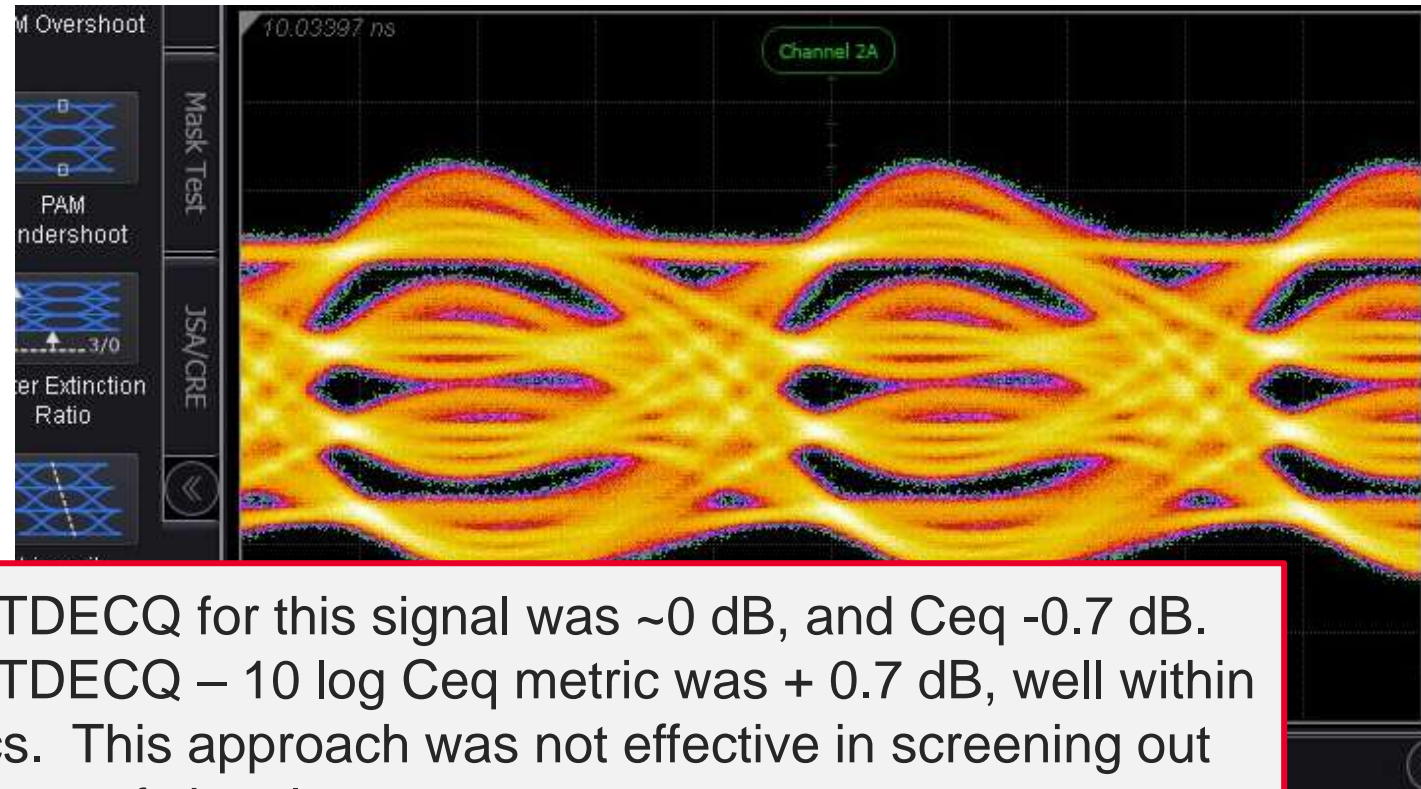 M Overshoot
10.03397 ns
Channel 2A
Mask Test
PAM
ndershoot
JSA/CRE
3/0
ter Extinction
Ratio
TDECQ for this signal was ~0 dB, and Ceq -0.7 dB.
TDECQ – 10 log Ceq metric was + 0.7 dB, well within
cs. This approach was not effective in screening out